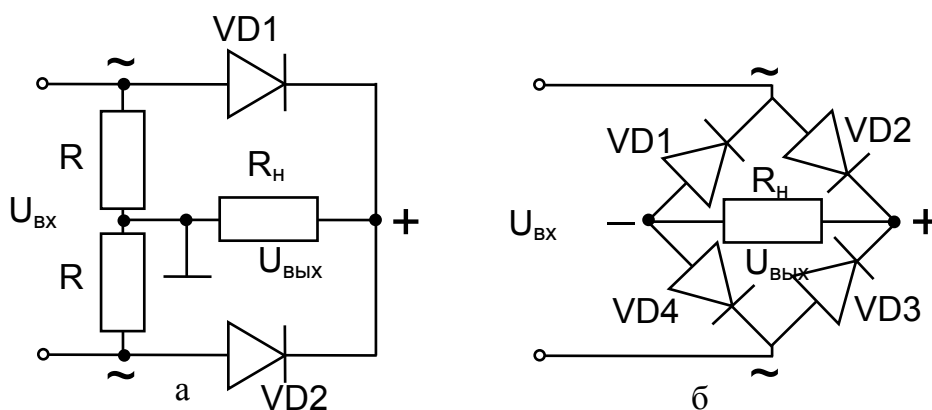 ~
VD1
R
Rн
Uвх
+
R
Uвых
VD2
~
а
~
VD1
VD2
Rн
Uвх
–
+
Uвых
VD4
VD3
~
б